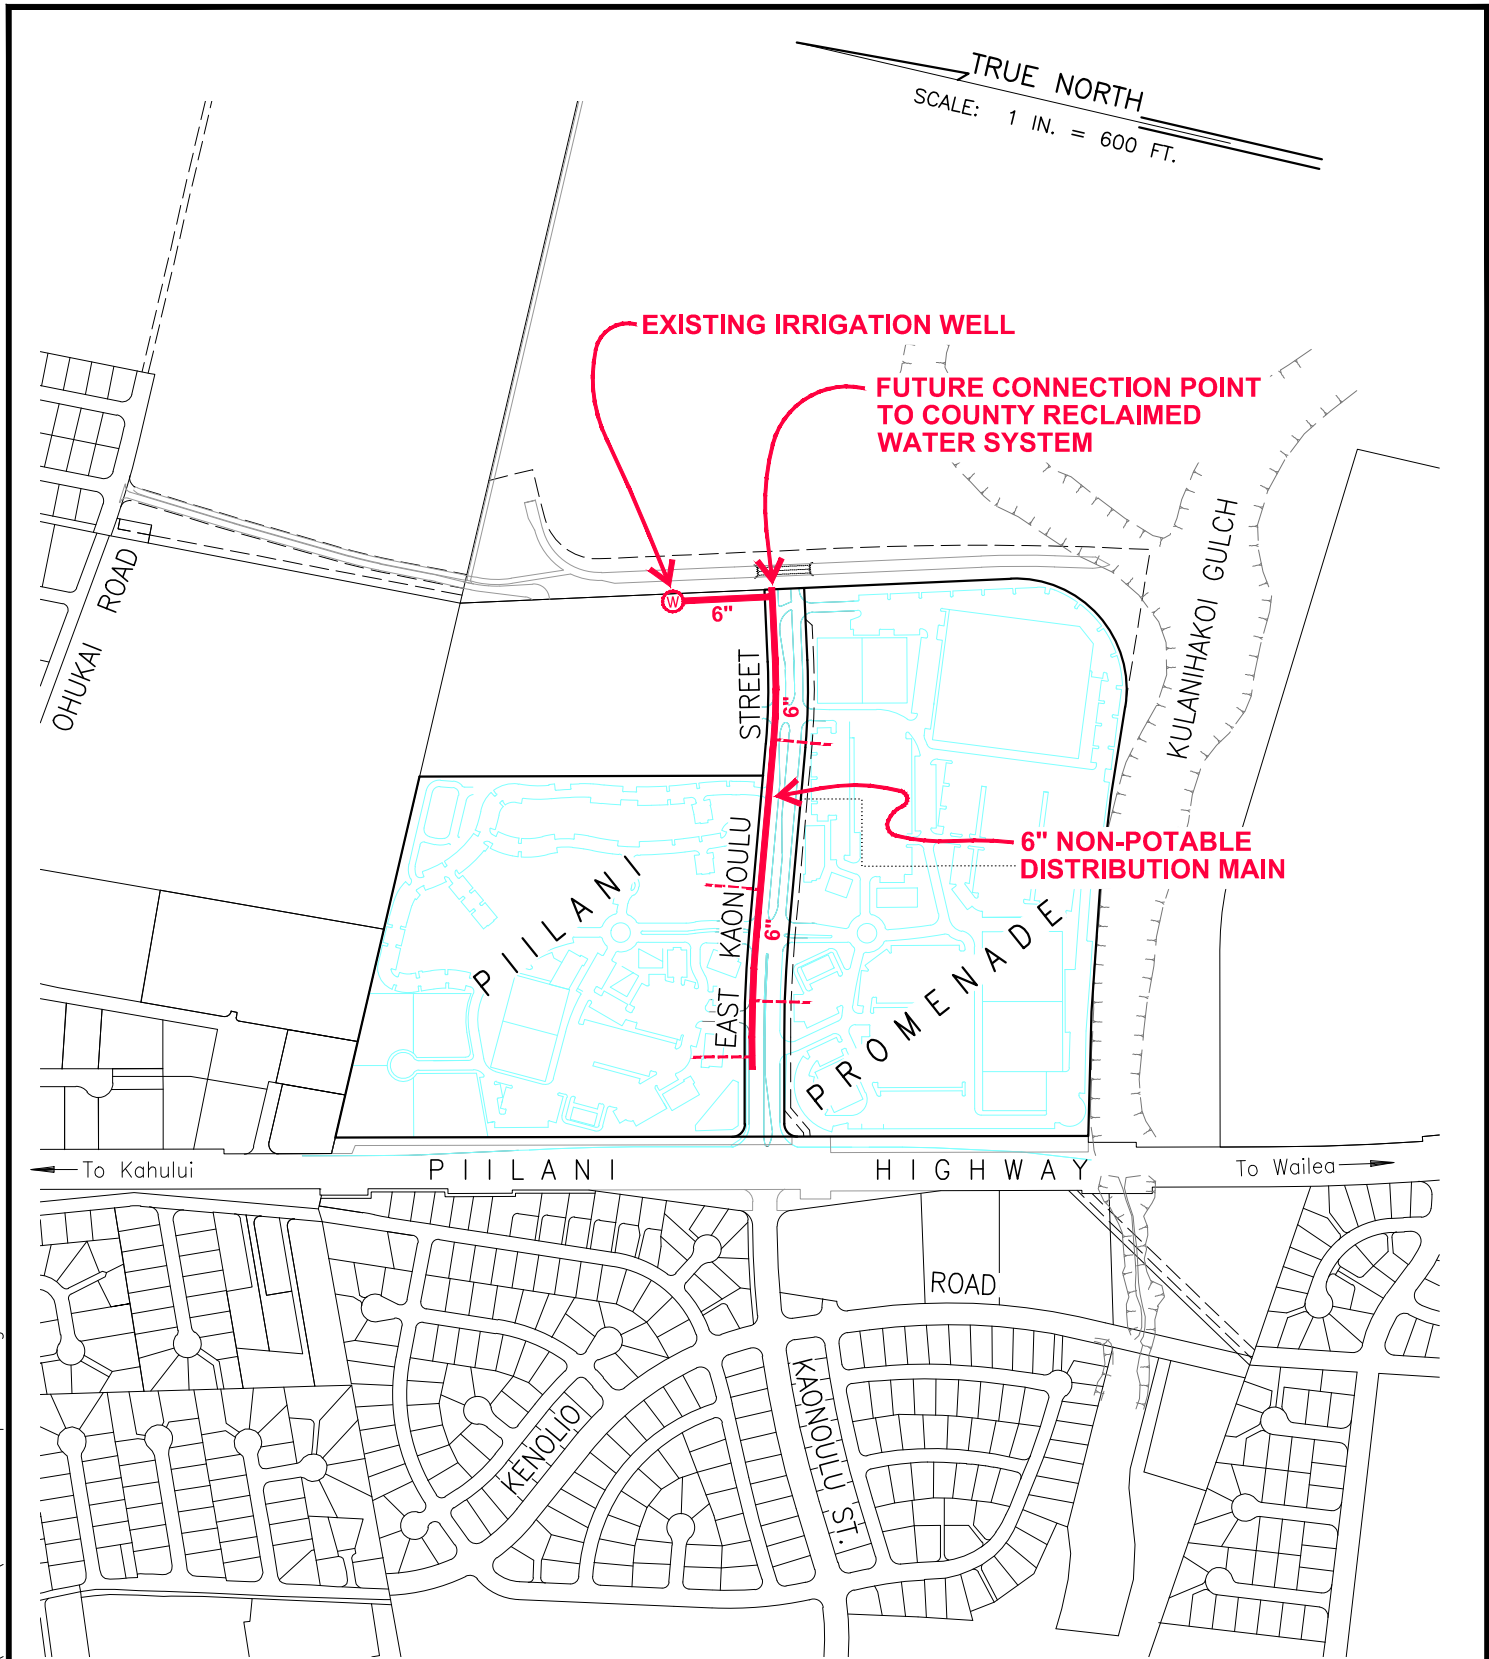 TRUE NORTH
SCALE: 1 IN. = 600 FT.
EXISTING IRRIGATION WELL
FUTURE CONNECTION POINT
TO COUNTY RECLAIMED
WATER SYSTEM
W
6"
OHUKAI ROAD
KULANIHAKOI GULCH
6"
6" NON-POTABLE
DISTRIBUTION MAIN
6"
EAST KAONOULU STREET
PIILANI
PROMENADE
To Kahului
PIILANI HIGHWAY
To Wailea
ROAD
KENOLIO
KAONOULU ST.